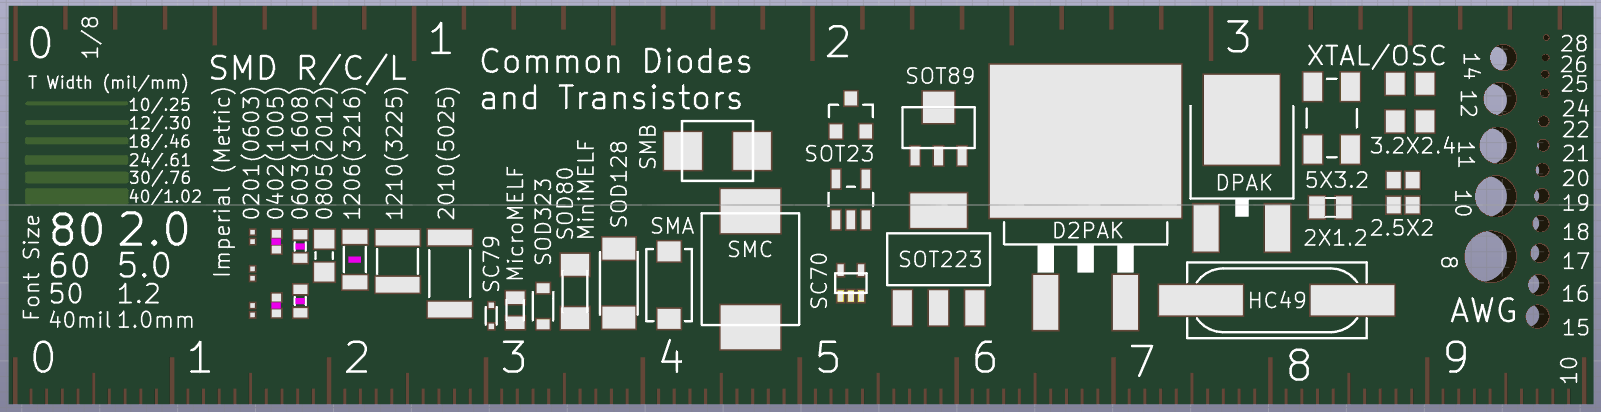 0
1/8
1
2
3
T Width (mil/mm)
10/.25
12/.30
18/.46
24/.61
30/.76
40/1.02
Font Size
80 2.0
60 5.0
50 1.2
40mil 1.0mm
SMD R/C/L
Imperial (Metric)
0201(0603)
0402(1005)
0603(1608)
0805(2012)
1206(3216)
1210(3225)
2010(5025)
Common Diodes
and Transistors
SC79
MicroMELF
SOD323
SOD80
MiniMELF
SOD128
SMB
SMA
SMC
SOT23
SC70
SOT89
SOT223
D2PAK
DPAK
XTAL/OSC
3.2X2.4
5X3.2
2X1.2
2.5X2
HC49
14
12
11
10
8
AWG
28
26
25
24
22
21
20
19
18
17
16
15
0
1
2
3
4
5
6
7
8
9
10